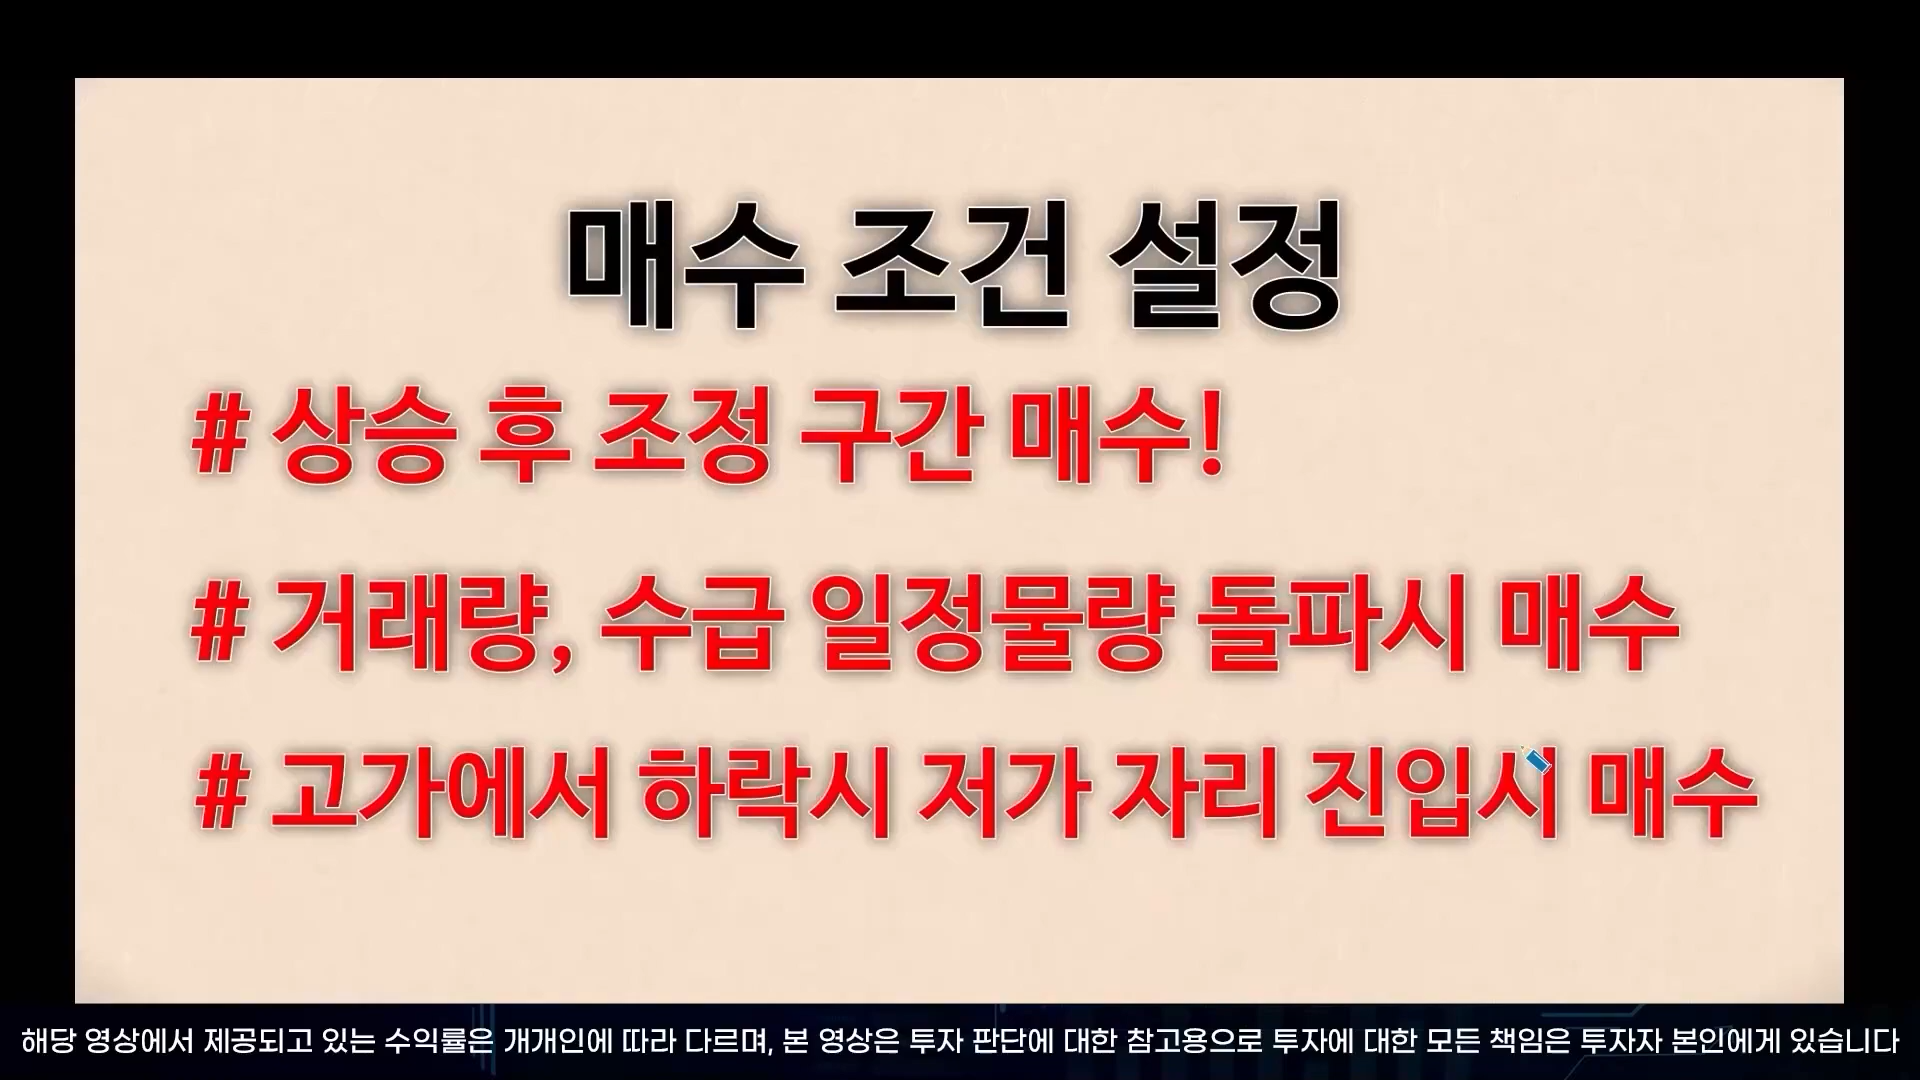 매수 조건 설정
# 상승 후 조정 구간 매수!
# 거래량, 수급 일정물량 돌파시 매수
# 고가에서 하락시 저가 자리 진입시 매수
해당 영상에서 제공되고 있는 수익률은 개개인에 따라 다르며, 본 영상은 투자 판단에 대한 참고용으로 투자에 대한 모든 책임은 투자자 본인에게 있습니다